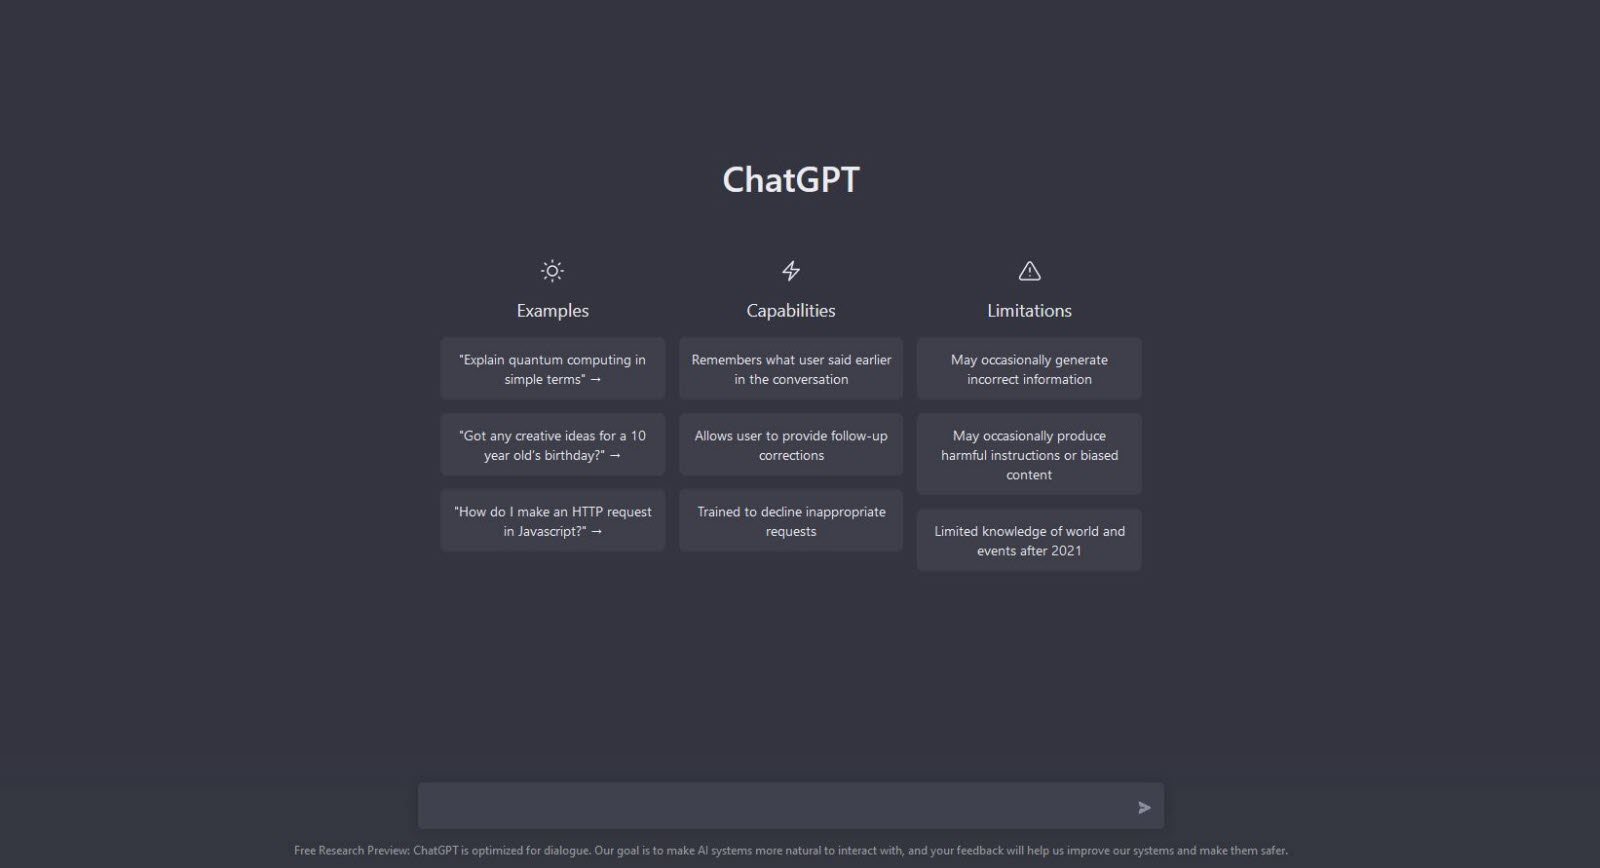 ChatGPT
Examples
"Explain quantum computing in
simple terms" →
"Got any creative ideas for a 10
year old's birthday?" →
"How do I make an HTTP request
in Javascript?" →
Capabilities
Remembers what user said earlier
in the conversation
Allows user to provide follow-up
corrections
Trained to decline inappropriate
requests
Limitations
May occasionally generate
incorrect information
May occasionally produce
harmful instructions or biased
content
Limited knowledge of world and
events after 2021
Free Research Preview: ChatGPT is optimized for dialogue. Our goal is to make AI systems more natural to interact with, and your feedback will help us improve our systems and make them safer.